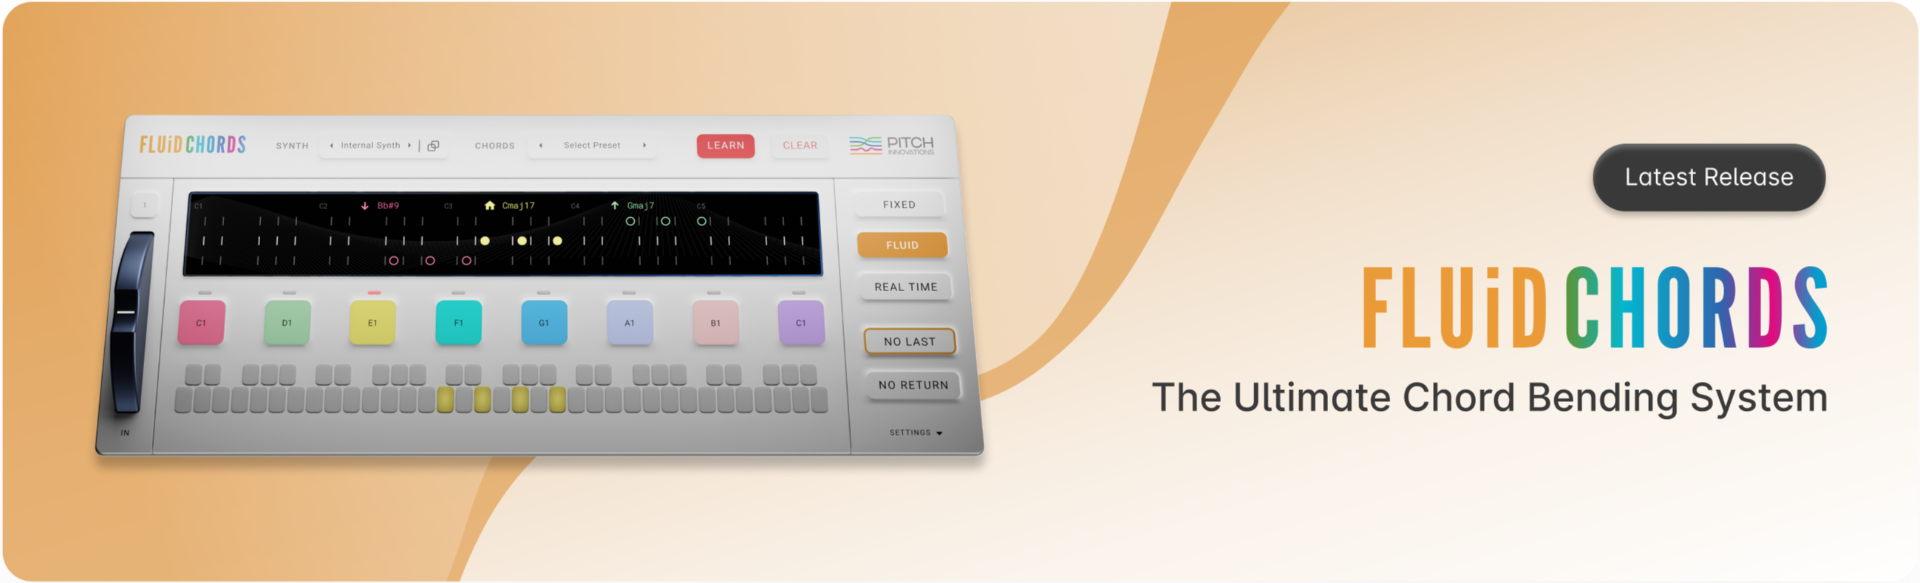 FLUiD CHORDS
SYNTH
Internal Synth
CHORDS
Select Preset
LEARN
CLEAR
PITCH
INNOVATIONS
1
C1
C2
Bb#9
C3
Cmaj17
C4
Gmaj7
C5
FIXED
FLUID
REAL TIME
NO LAST
NO RETURN
C1
D1
E1
F1
G1
A1
B1
C1
IN
SETTINGS
Latest Release
FLUiD CHORDS
The Ultimate Chord Bending System